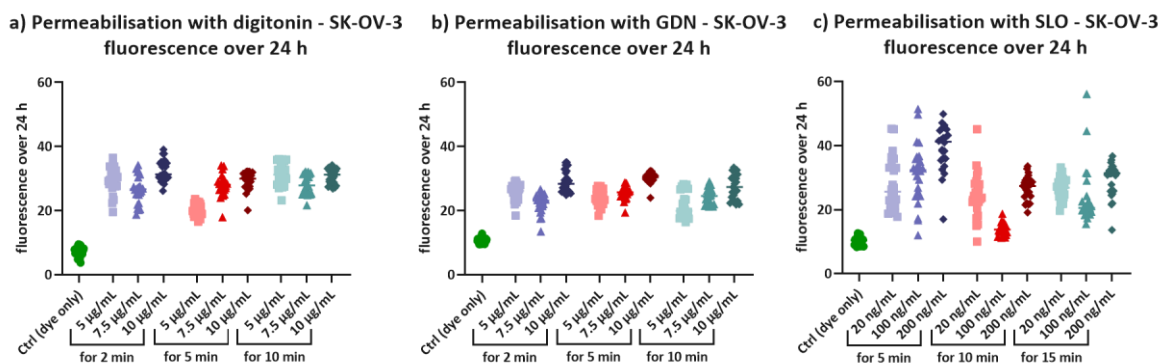 a) Permeabilisation with digitonin - SK-OV-3
fluorescence over 24 h
fluorescence over 24 h
60
40
20
0
Ctrl (dye only)
5 µg/mL
7.5 µg/mL
10 µg/mL
5 µg/mL
7.5 µg/mL
10 µg/mL
5 µg/mL
7.5 µg/mL
10 µg/mL
for 2 min
for 5 min
for 10 min
b) Permeabilisation with GDN - SK-OV-3
fluorescence over 24 h
fluorescence over 24 h
60
40
20
0
Ctrl (dye only)
5 µg/mL
7.5 µg/mL
10 µg/mL
5 µg/mL
7.5 µg/mL
10 µg/mL
5 µg/mL
7.5 µg/mL
10 µg/mL
for 2 min
for 5 min
for 10 min
c) Permeabilisation with SLO - SK-OV-3
fluorescence over 24 h
fluorescence over 24 h
60
40
20
0
Ctrl (dye only)
20 ng/mL
100 ng/mL
200 ng/mL
20 ng/mL
100 ng/mL
200 ng/mL
20 ng/mL
100 ng/mL
200 ng/mL
for 5 min
for 10 min
for 15 min